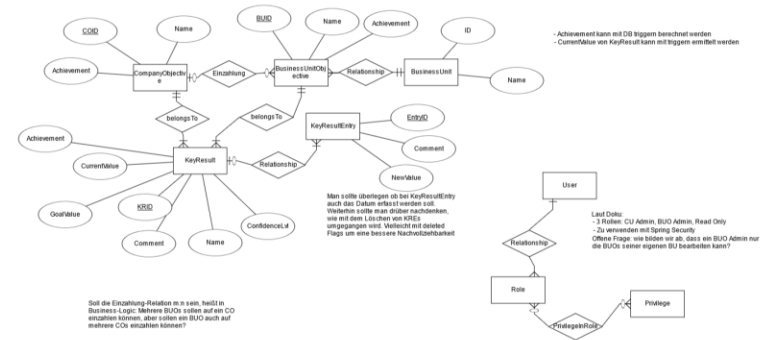 COID
Name
Achievement
CompanyObjectiv
e
Einzahlung
BUID
Name
Achievement
BusinessUnitObj
ective
Relationship
BusinessUnit
ID
Name
- Achievement kann mit DB triggern berechnet werden
- CurrentValue von KeyResult kann mit triggern ermittelt werden
belongsTo
belongsTo
Achievement
CurrentValue
GoalValue
KRID
Comment
Name
ConfidenceLvl
KeyResult
Relationship
KeyResultEntry
EntryID
Comment
NewValue
Man sollte überlegen ob bei KeyResultEntry
auch das Datum erfasst werden soll.
Weiterhin sollte man drüber nachdenken,
wie mit dem Löschen von KREs
umgegangen wird. Vielleicht mit deleted
Flags um eine bessere Nachvollziehbarkeit
User
Relationship
Laut Doku:
- 3 Rollen: CU Admin, BUO Admin, Read Only
- Zu verwenden mit Spring Security
Offene Frage: wie bilden wir ab, dass ein BUO Admin nur
die BUOs seiner eigenen BU bearbeiten kann?
Role
PrivilegeInRole
Privilege
Soll die Einzahlung-Relation m:n sein, heißt in
Business-Logic: Mehrere BUOs sollen auf ein CO
einzahlen können, aber sollen ein BUO auch auf
mehrere COs einzahlen können?